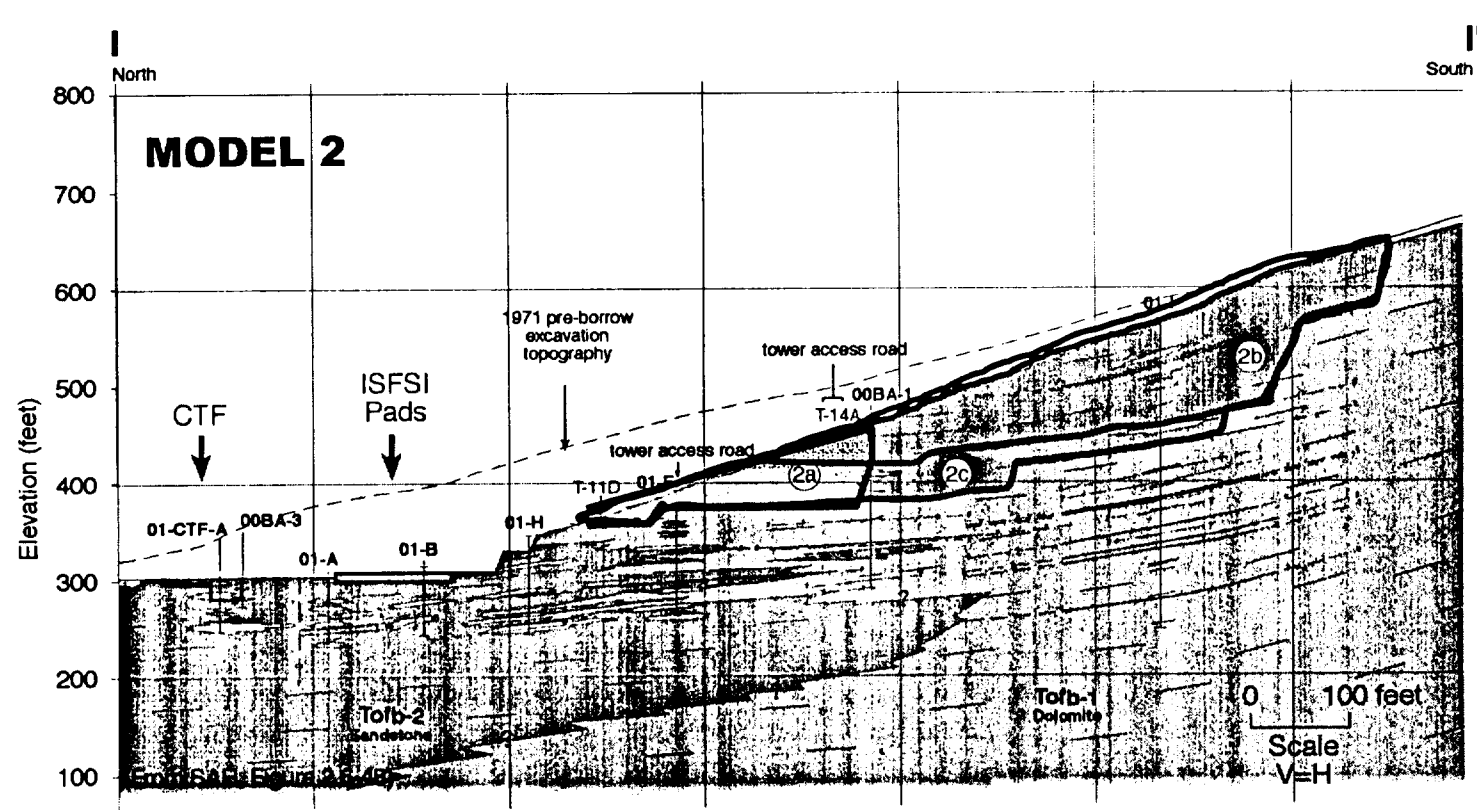 I
I'
North
South
800
MODEL 2
700
600
500
400
300
200
100
Elevation (feet)
1971 pre-borrow
excavation
topography
tower access road
00BA-1
T-14A
2b
ISFSI
Pads
CTF
tower access road
T-11D
2a
2c
01-CTF-A
00BA-3
01-H
01-A
01-B
?
Tofb-2
Sandstone
Tofb-1
Dolomite
0 100 feet
Scale
V=H